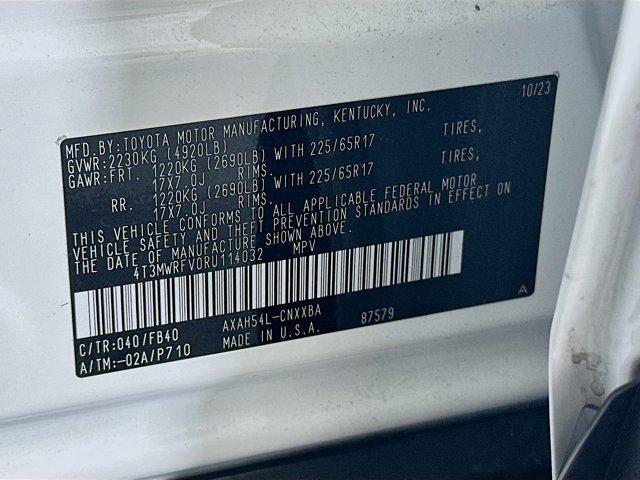 10/23
MFD.BY:TOYOTA MOTOR MANUFACTURING, KENTUCKY, INC.
GVWR:2230KG (4920LB)
GAWR:FRT. 1220KG (2690LB) WITH 225/65R17 TIRES,
17X7.0J RIMS.
RR. 1220KG (2690LB) WITH 225/65R17 TIRES,
17X7.0J RIMS.
THIS VEHICLE CONFORMS TO ALL APPLICABLE FEDERAL MOTOR
VEHICLE SAFETY AND THEFT PREVENTION STANDARDS IN EFFECT ON
THE DATE OF MANUFACTURE SHOWN ABOVE.
4T3MWRFV0RU114032 MPV
C/TR:040/FB40 AXAH54L-CNXXBA 87579 A
A/TM:-02A/P710 MADE IN U.S.A.